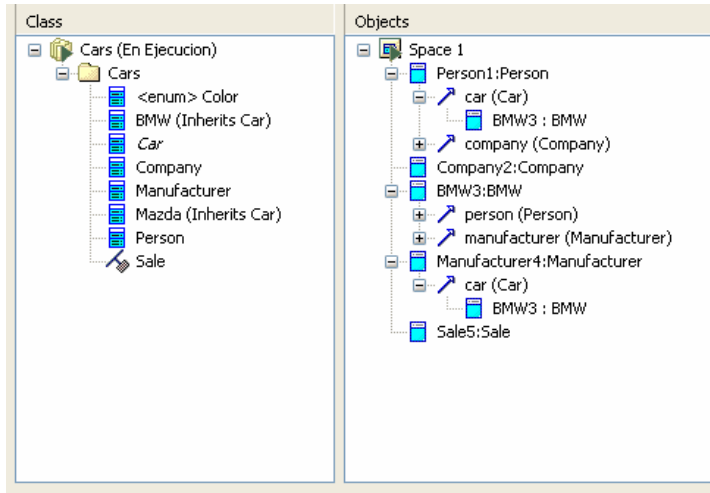 Class
Cars (En Ejecucion)
Cars
<enum> Color
BMW (Inherits Car)
Car
Company
Manufacturer
Mazda (Inherits Car)
Person
Sale
Objects
Space 1
Person1:Person
car (Car)
BMW3 : BMW
company (Company)
Company2:Company
BMW3:BMW
person (Person)
manufacturer (Manufacturer)
Manufacturer4:Manufacturer
car (Car)
BMW3 : BMW
Sale5:Sale